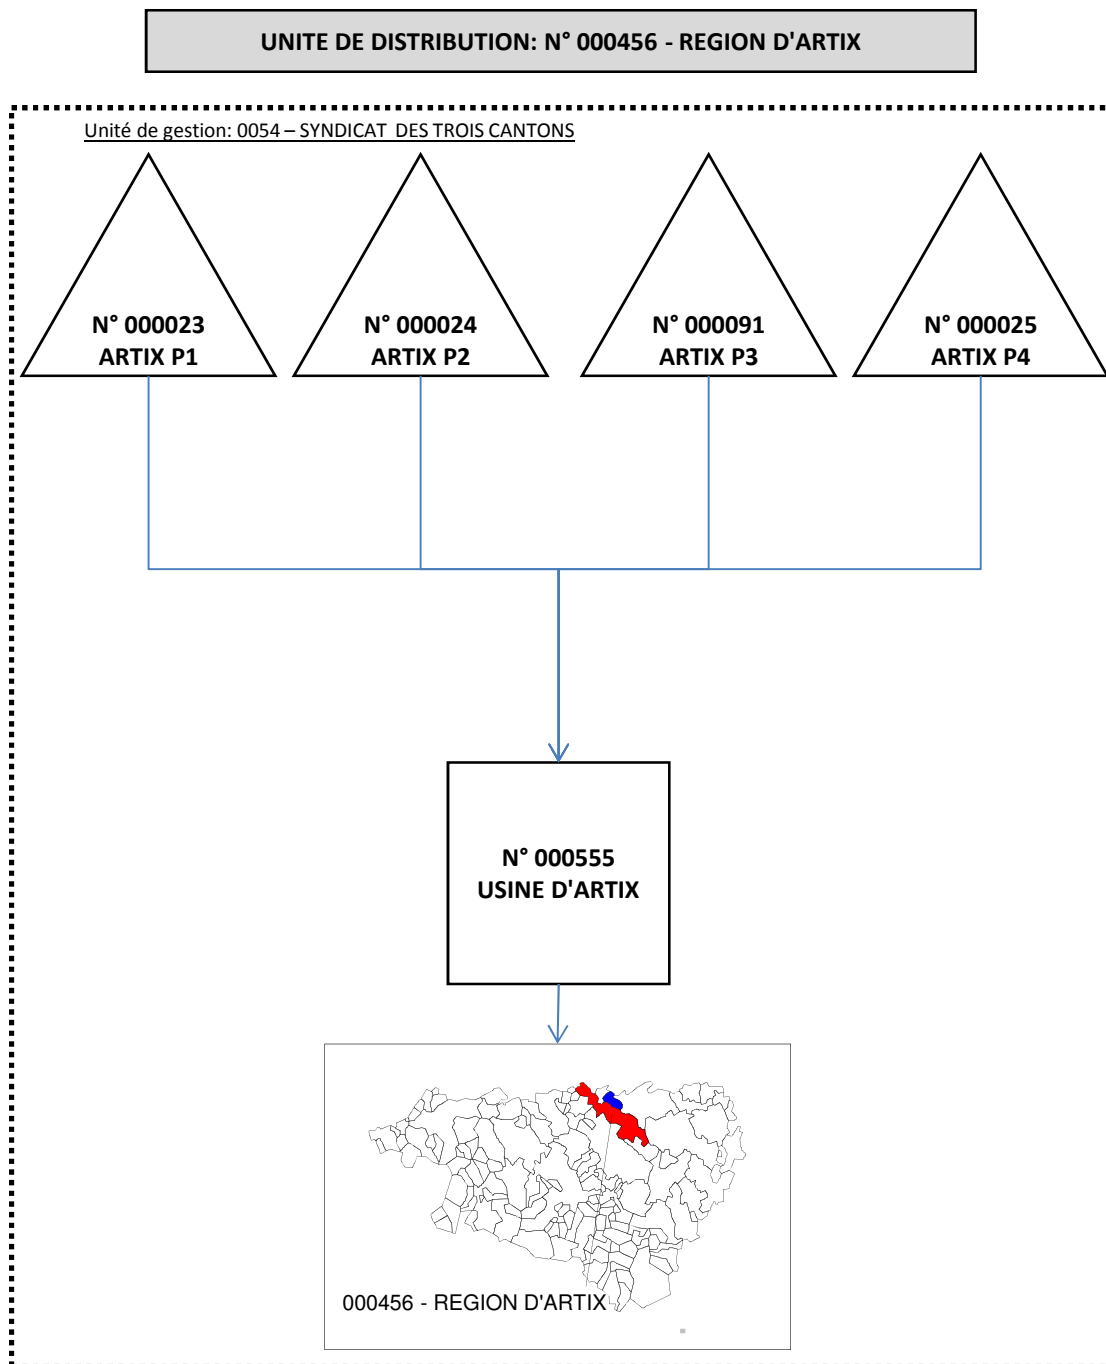 UNITE DE DISTRIBUTION: N° 000456 - REGION D'ARTIX
Unité de gestion: 0054 – SYNDICAT DES TROIS CANTONS
N° 000023
ARTIX P1
N° 000024
ARTIX P2
N° 000091
ARTIX P3
N° 000025
ARTIX P4
N° 000555
USINE D'ARTIX
000456 - REGION D'ARTIX